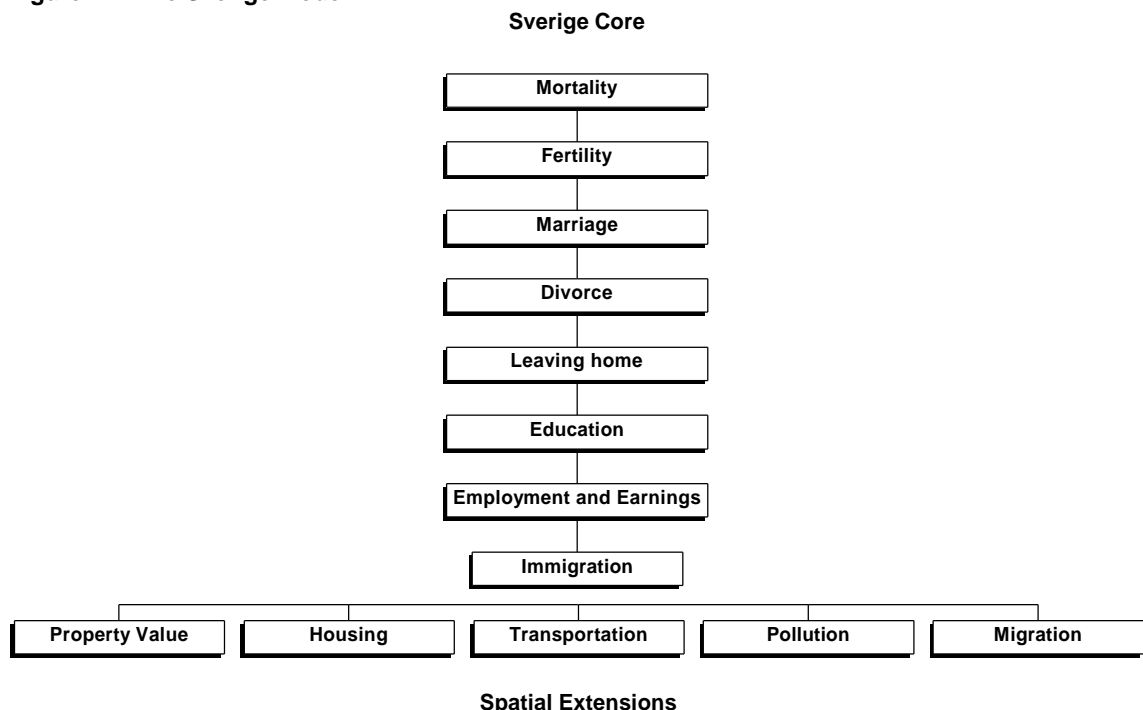 Sverige Core
Mortality
Fertility
Marriage
Divorce
Leaving home
Education
Employment and Earnings
Immigration
Property Value
Housing
Transportation
Pollution
Migration
Spatial Extensions